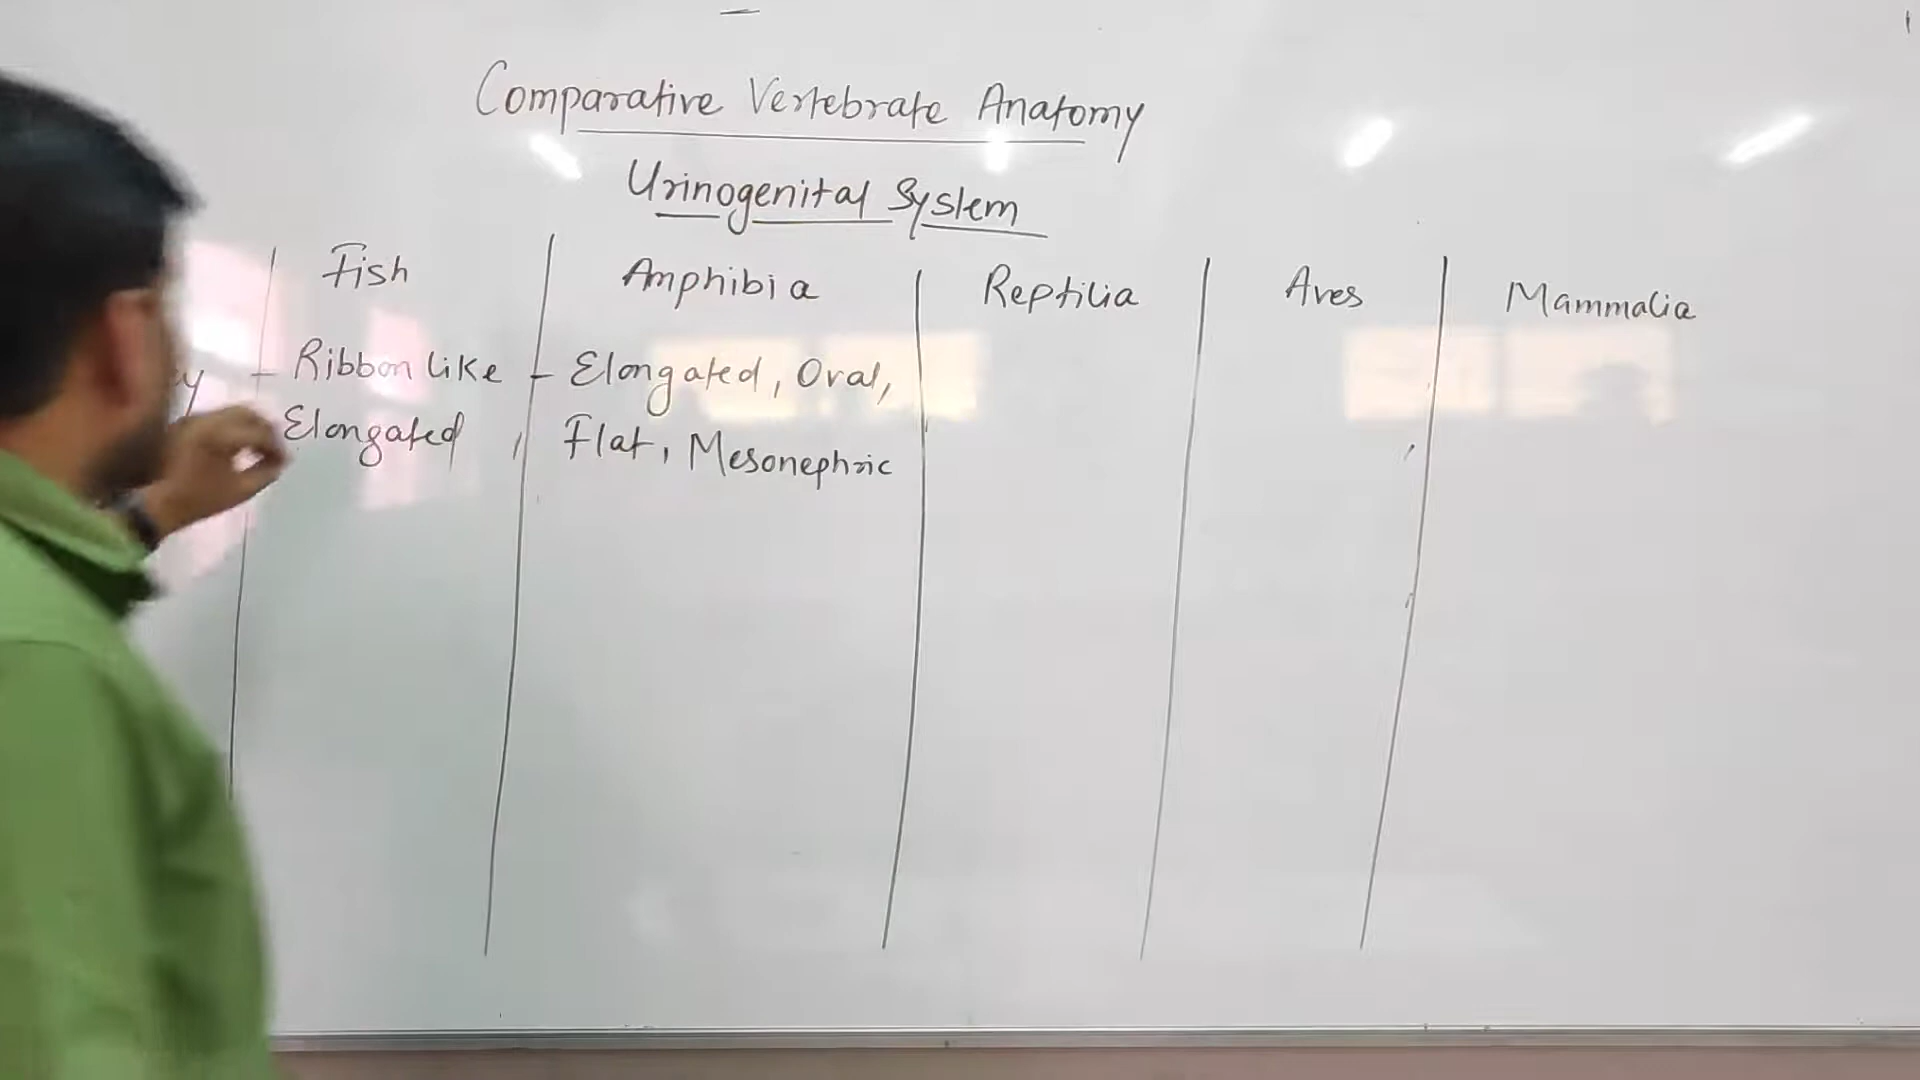 Comparative Vertebrate Anatomy
Urinogenital System
Fish Amphibia Reptilia Aves Mammalia
- Ribbon like - Elongated, Oval,
Elongated Flat, Mesonephric